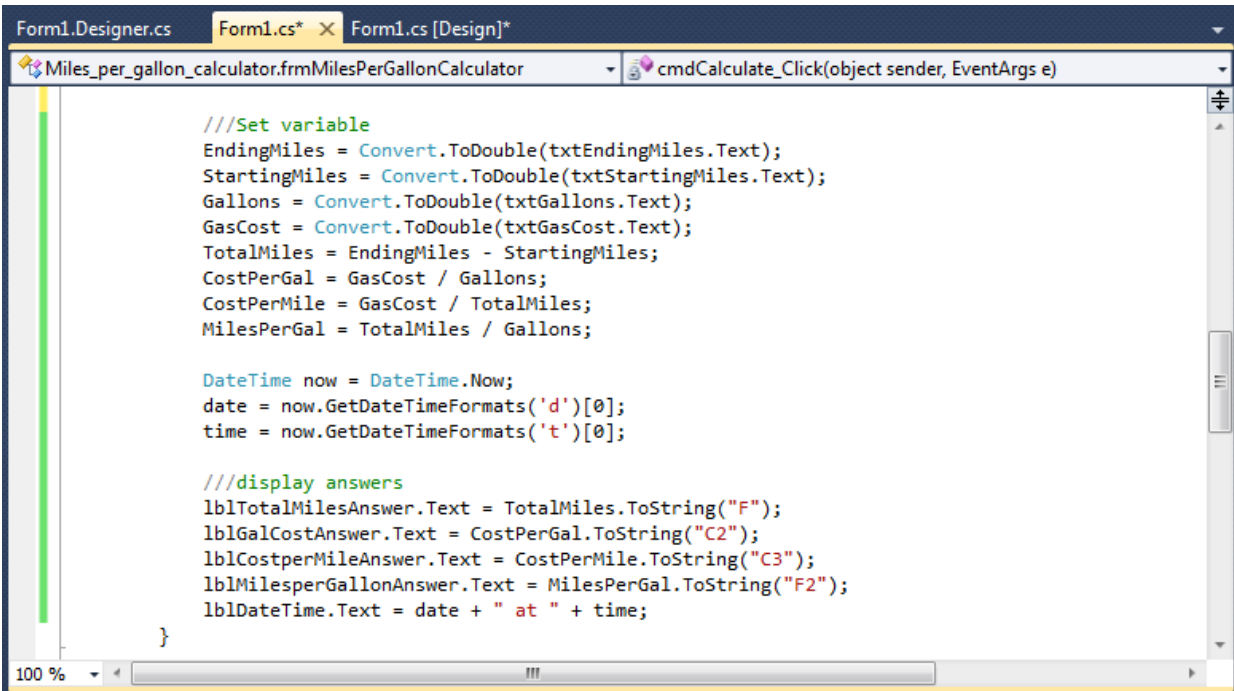 Form1.Designer.cs Form1.cs* Form1.cs [Design]*
Miles_per_gallon_calculator.frmMilesPerGallonCalculator cmdCalculate_Click(object sender, EventArgs e)
///Set variable
EndingMiles = Convert.ToDouble(txtEndingMiles.Text);
StartingMiles = Convert.ToDouble(txtStartingMiles.Text);
Gallons = Convert.ToDouble(txtGallons.Text);
GasCost = Convert.ToDouble(txtGasCost.Text);
TotalMiles = EndingMiles - StartingMiles;
CostPerGal = GasCost / Gallons;
CostPerMile = GasCost / TotalMiles;
MilesPerGal = TotalMiles / Gallons;
DateTime now = DateTime.Now;
date = now.GetDateTimeFormats('d')[0];
time = now.GetDateTimeFormats('t')[0];
///display answers
lblTotalMilesAnswer.Text = TotalMiles.ToString("F");
lblGalCostAnswer.Text = CostPerGal.ToString("C2");
lblCostperMileAnswer.Text = CostPerMile.ToString("C3");
lblMilesperGallonAnswer.Text = MilesPerGal.ToString("F2");
lblDateTime.Text = date + " at " + time;
}
100 %